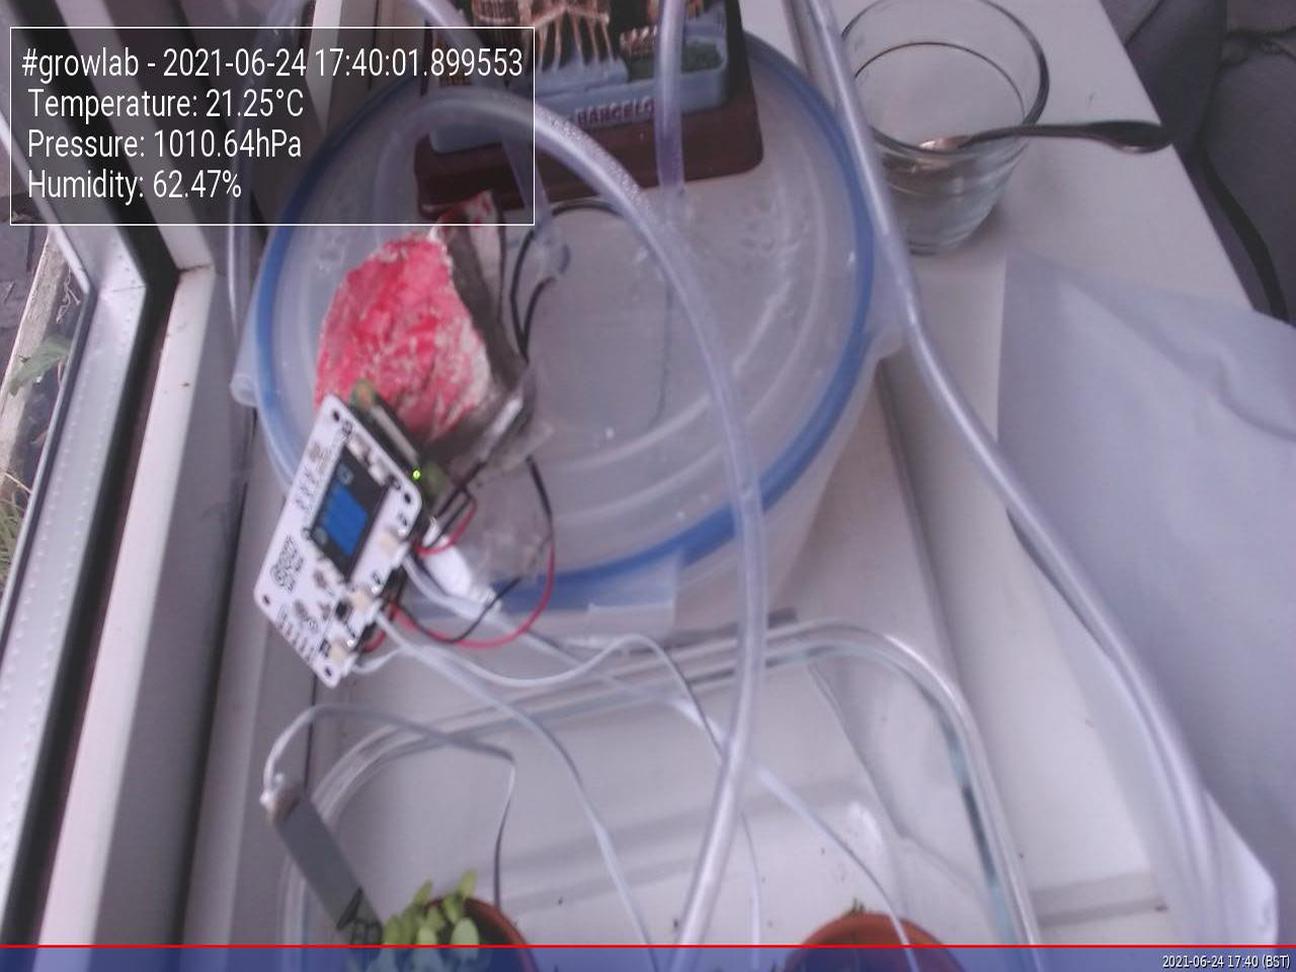 #growlab - 2021-06-24 17:40:01.899553
Temperature: 21.25°C
Pressure: 1010.64hPa
Humidity: 62.47%
2021-06-24 17:40 (BST)